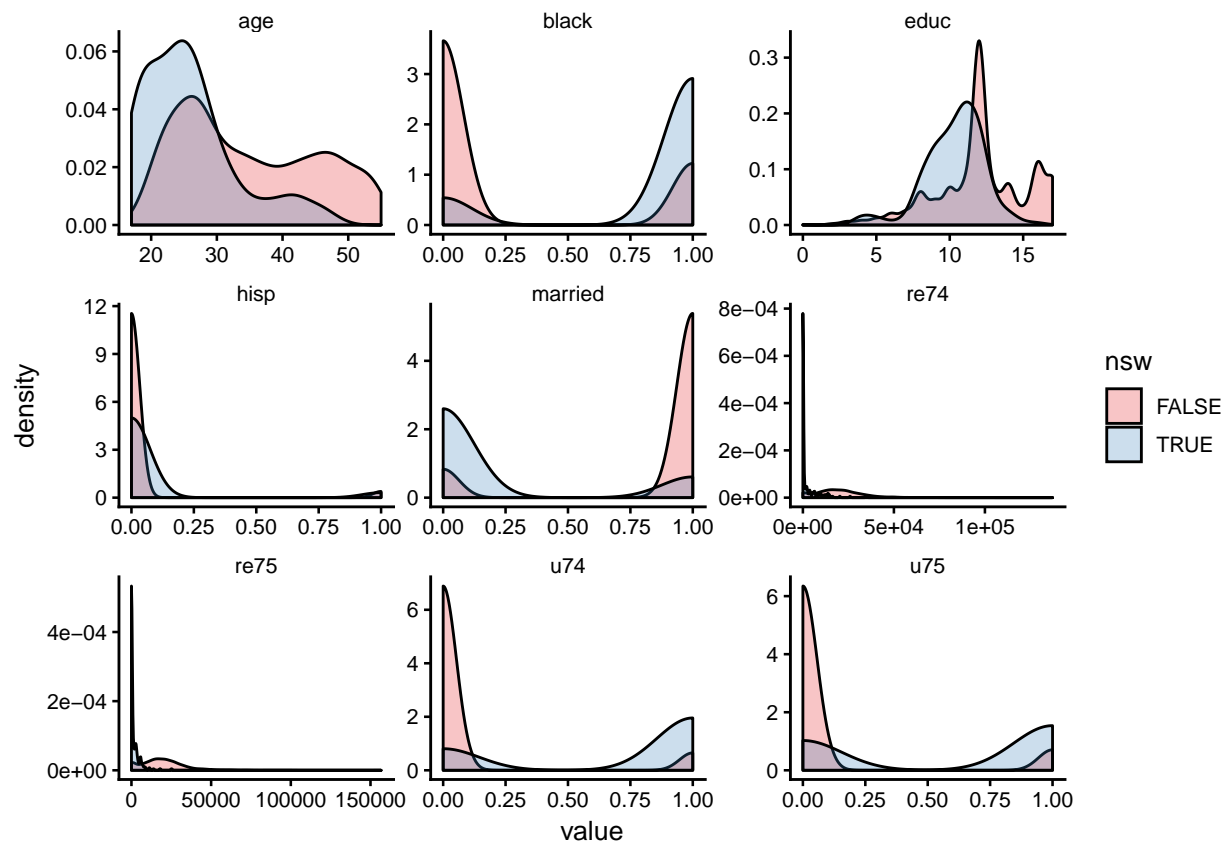 age
black
educ
0.06
0.04
0.02
0.00
3
2
1
0
0.3
0.2
0.1
0.0
20 30 40 50
0.00 0.25 0.50 0.75 1.00
0 5 10 15
hisp
married
re74
12
9
6
3
0
4
2
0
8e−04
6e−04
4e−04
2e−04
0e+00
0.00 0.25 0.50 0.75 1.00
0.00 0.25 0.50 0.75 1.00
0e+00 5e+04 1e+05
re75
u74
u75
4e−04
2e−04
0e+00
6
4
2
0
6
4
2
0
0 50000 100000 150000
0.00 0.25 0.50 0.75 1.00
0.00 0.25 0.50 0.75 1.00
density
value
nsw
FALSE
TRUE